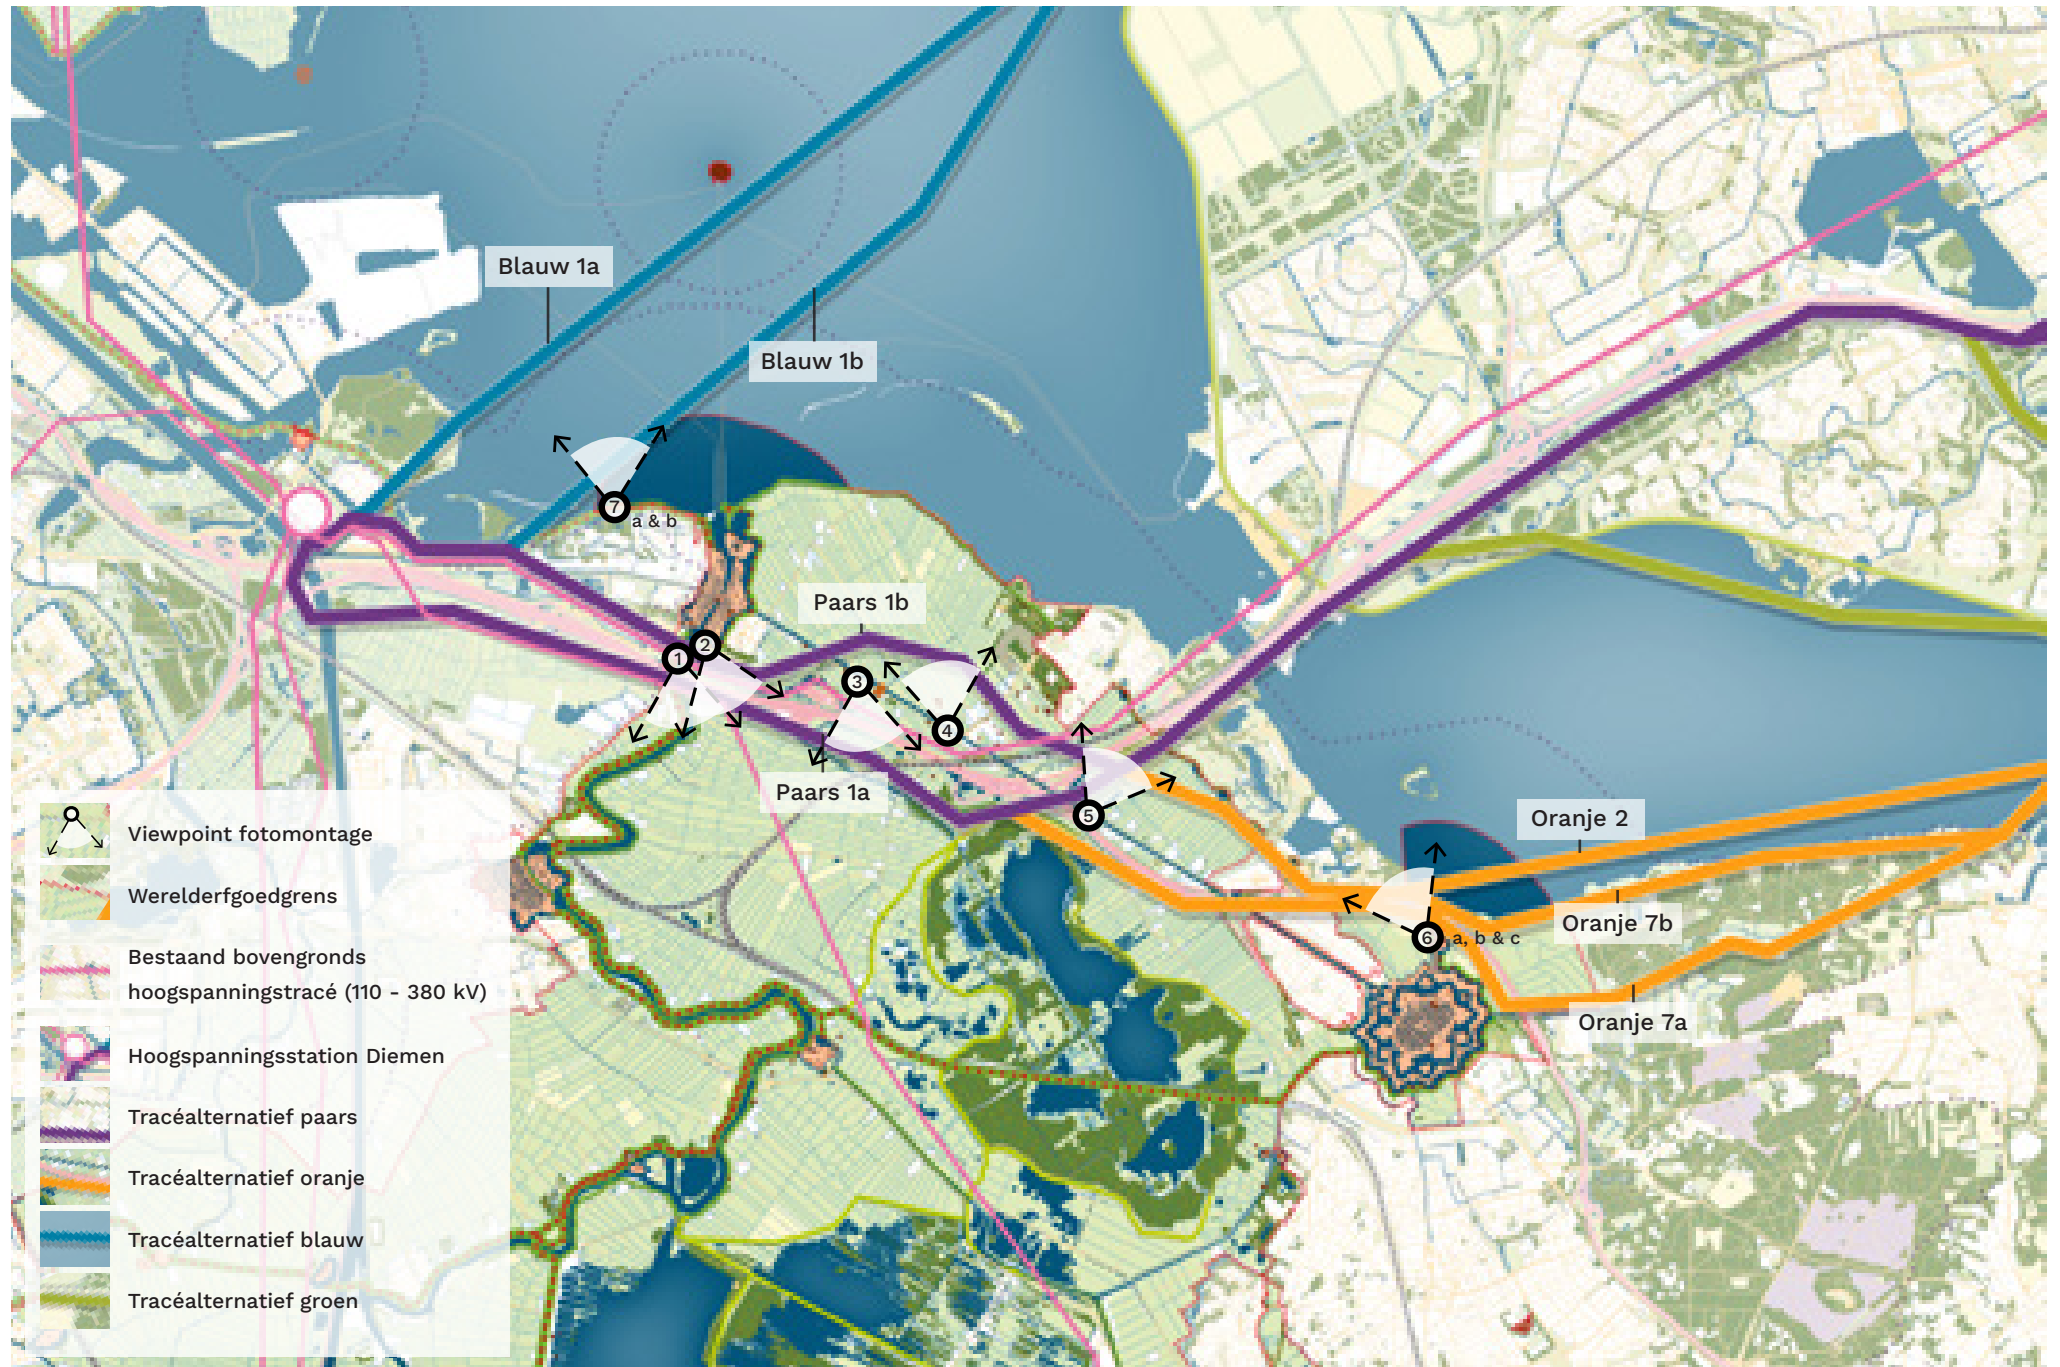 Blauw 1a
Blauw 1b
7
a & b
Paars 1b
1
2
3
4
Paars 1a
5
Oranje 2
Oranje 7b
6
a, b & c
Oranje 7a
Viewpoint fotomontage
Werelderfgoedgrens
Bestaand bovengronds
hoogspanningstracé (110 - 380 kV)
Hoogspanningsstation Diemen
Tracéalternatief paars
Tracéalternatief oranje
Tracéalternatief blauw
Tracéalternatief groen